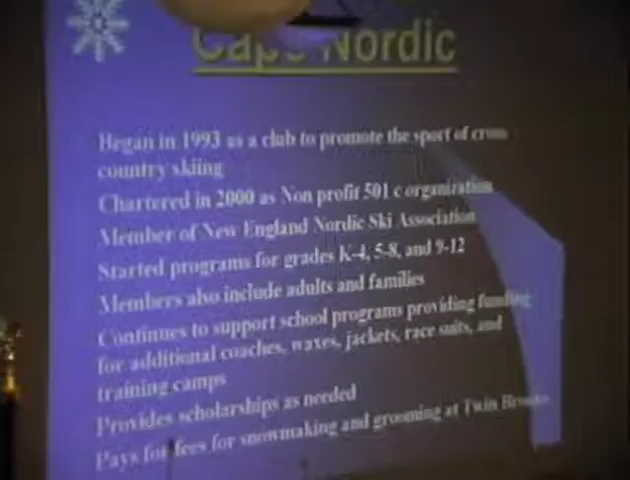 Cape Nordic
Began in 1993 as a club to promote the sport of cross
country skiing
Chartered in 2000 as Non profit 501 c organization
Member of New England Nordic Ski Association
Started programs for grades K-4, 5-8, and 9-12
Members also include adults and families
Continues to support school programs providing funding
for additional coaches, waxes, jackets, race suits, and
training camps
Provides scholarships as needed
Pays for fees for snowmaking and grooming at Twin Brooks